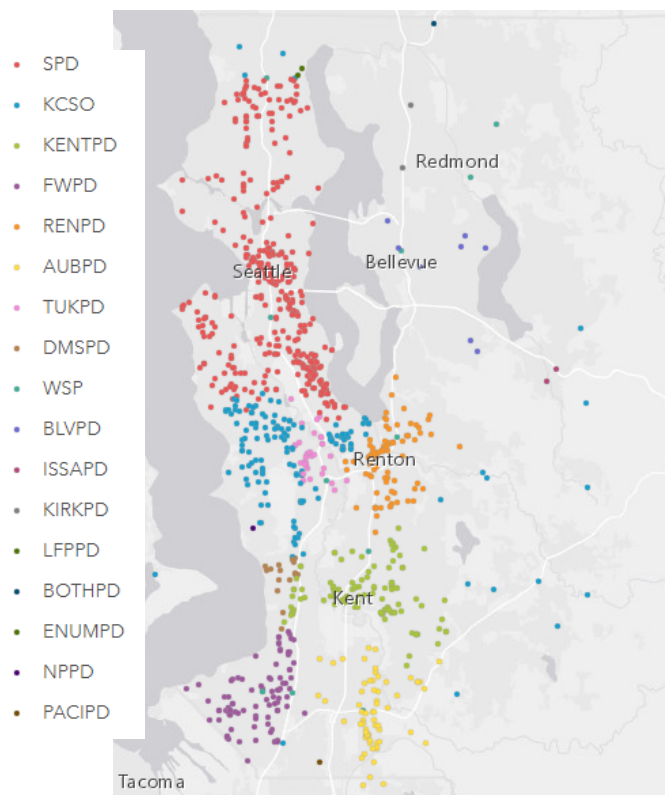 SPD
KCSO
KENTPD
FWPD
RENPD
AUBPD
TUKPD
DMSPD
WSP
BLVPD
ISSAPD
KIRKPD
LFPPD
BOTHPD
ENUMPD
NPPD
PACIPD
Redmond
Bellevue
Seattle
Renton
Kent
Tacoma